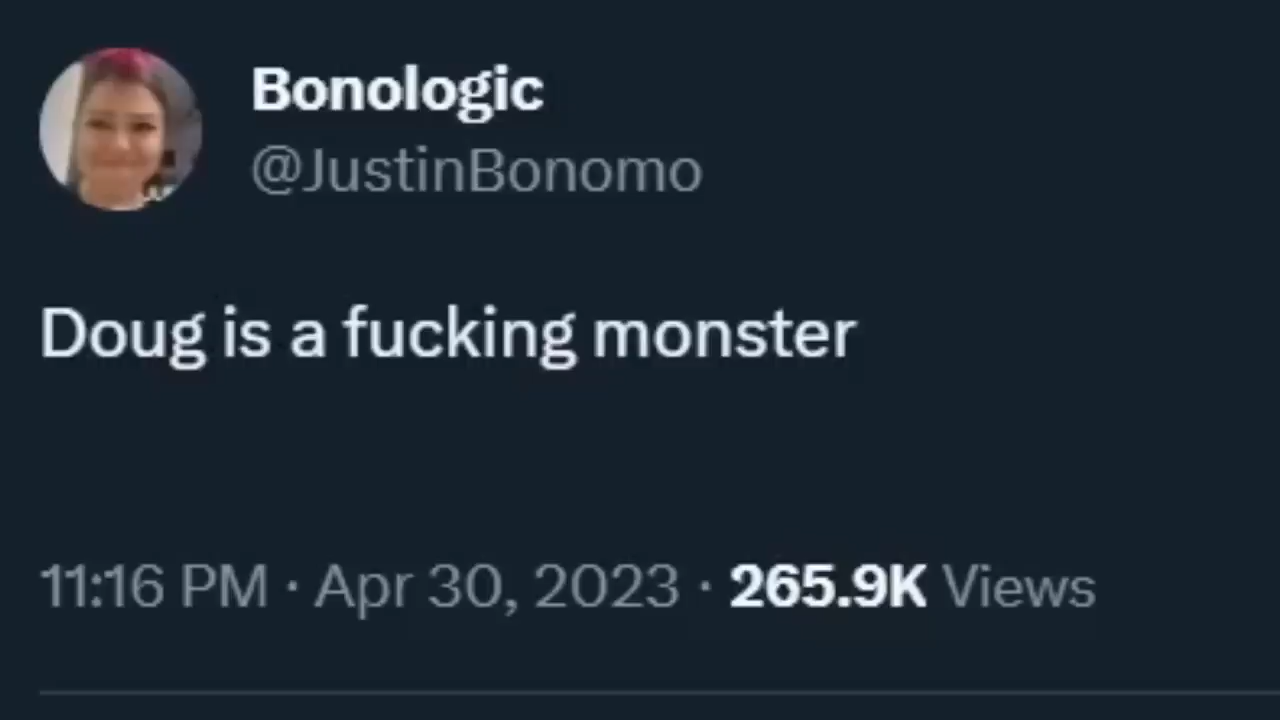 Bonologic
@JustinBonomo
Doug is a fucking monster
11:16 PM · Apr 30, 2023 · 265.9K Views